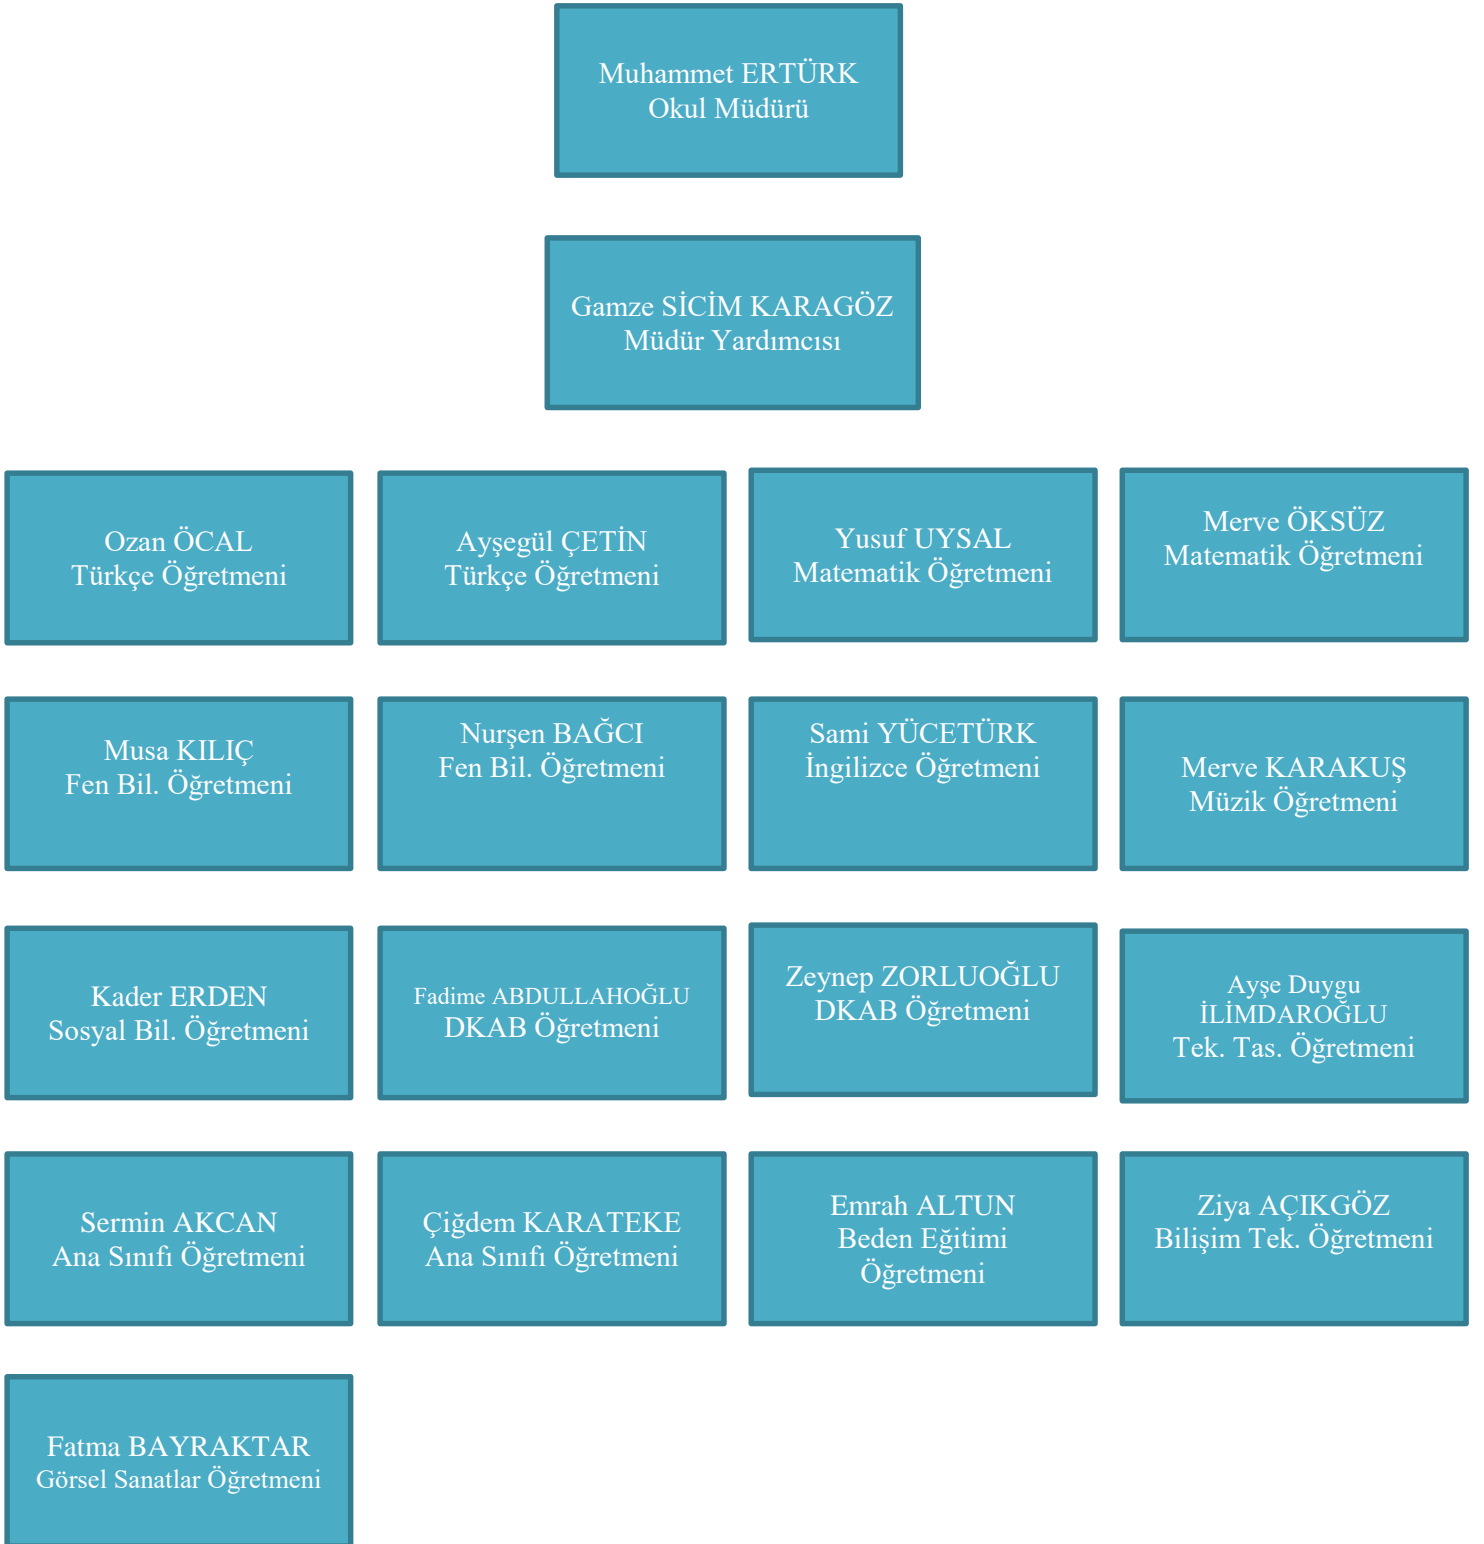 Muhammet ERTÜRK
Okul Müdürü
Gamze SİCİM KARAGÖZ
Müdür Yardımcısı
Ozan ÖCAL
Türkçe Öğretmeni
Ayşegül ÇETİN
Türkçe Öğretmeni
Yusuf UYSAL
Matematik Öğretmeni
Merve ÖKSÜZ
Matematik Öğretmeni
Musa KILIÇ
Fen Bil. Öğretmeni
Nurşen BAĞCI
Fen Bil. Öğretmeni
Sami YÜCETÜRK
İngilizce Öğretmeni
Merve KARAKUŞ
Müzik Öğretmeni
Kader ERDEN
Sosyal Bil. Öğretmeni
Fadime ABDULLAHOĞLU
DKAB Öğretmeni
Zeynep ZORLUOĞLU
DKAB Öğretmeni
Ayşe Duygu
İLİMDAROĞLU
Tek. Tas. Öğretmeni
Sermin AKCAN
Ana Sınıfı Öğretmeni
Çiğdem KARATEKE
Ana Sınıfı Öğretmeni
Emrah ALTUN
Beden Eğitimi
Öğretmeni
Ziya AÇIKGÖZ
Bilişim Tek. Öğretmeni
Fatma BAYRAKTAR
Görsel Sanatlar Öğretmeni